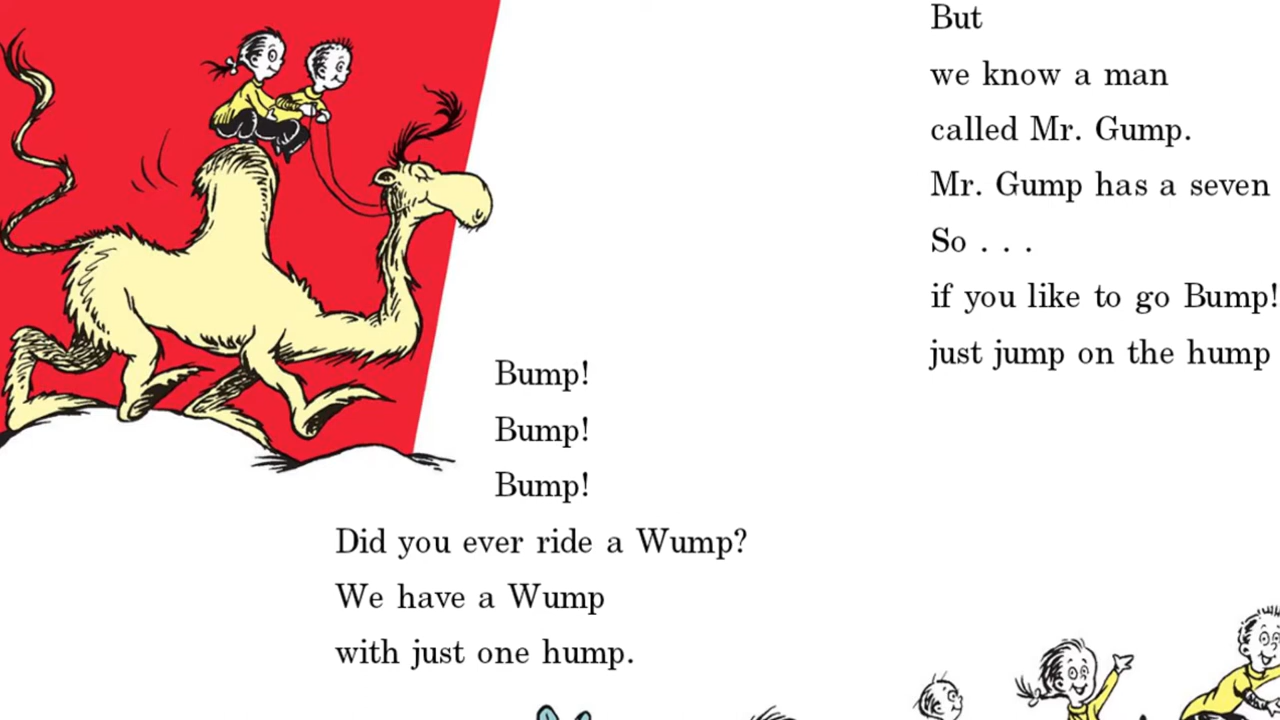 Bump!
Bump!
Bump!
Did you ever ride a Wump?
We have a Wump
with just one hump.
But
we know a man
called Mr. Gump.
Mr. Gump has a seven
So . . .
if you like to go Bump!
just jump on the hump